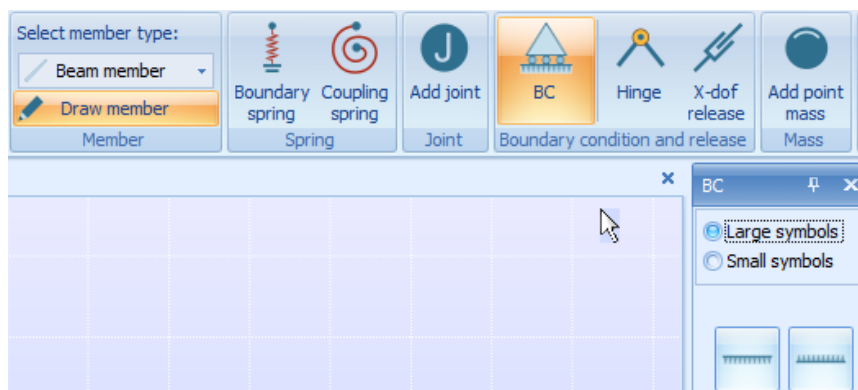 Select member type:
Beam member
Draw member
Member
Boundary spring
Coupling spring
Spring
J
Add joint
Joint
BC
Hinge
X-dof release
Boundary condition and release
Add point mass
Mass
BC
Large symbols
Small symbols